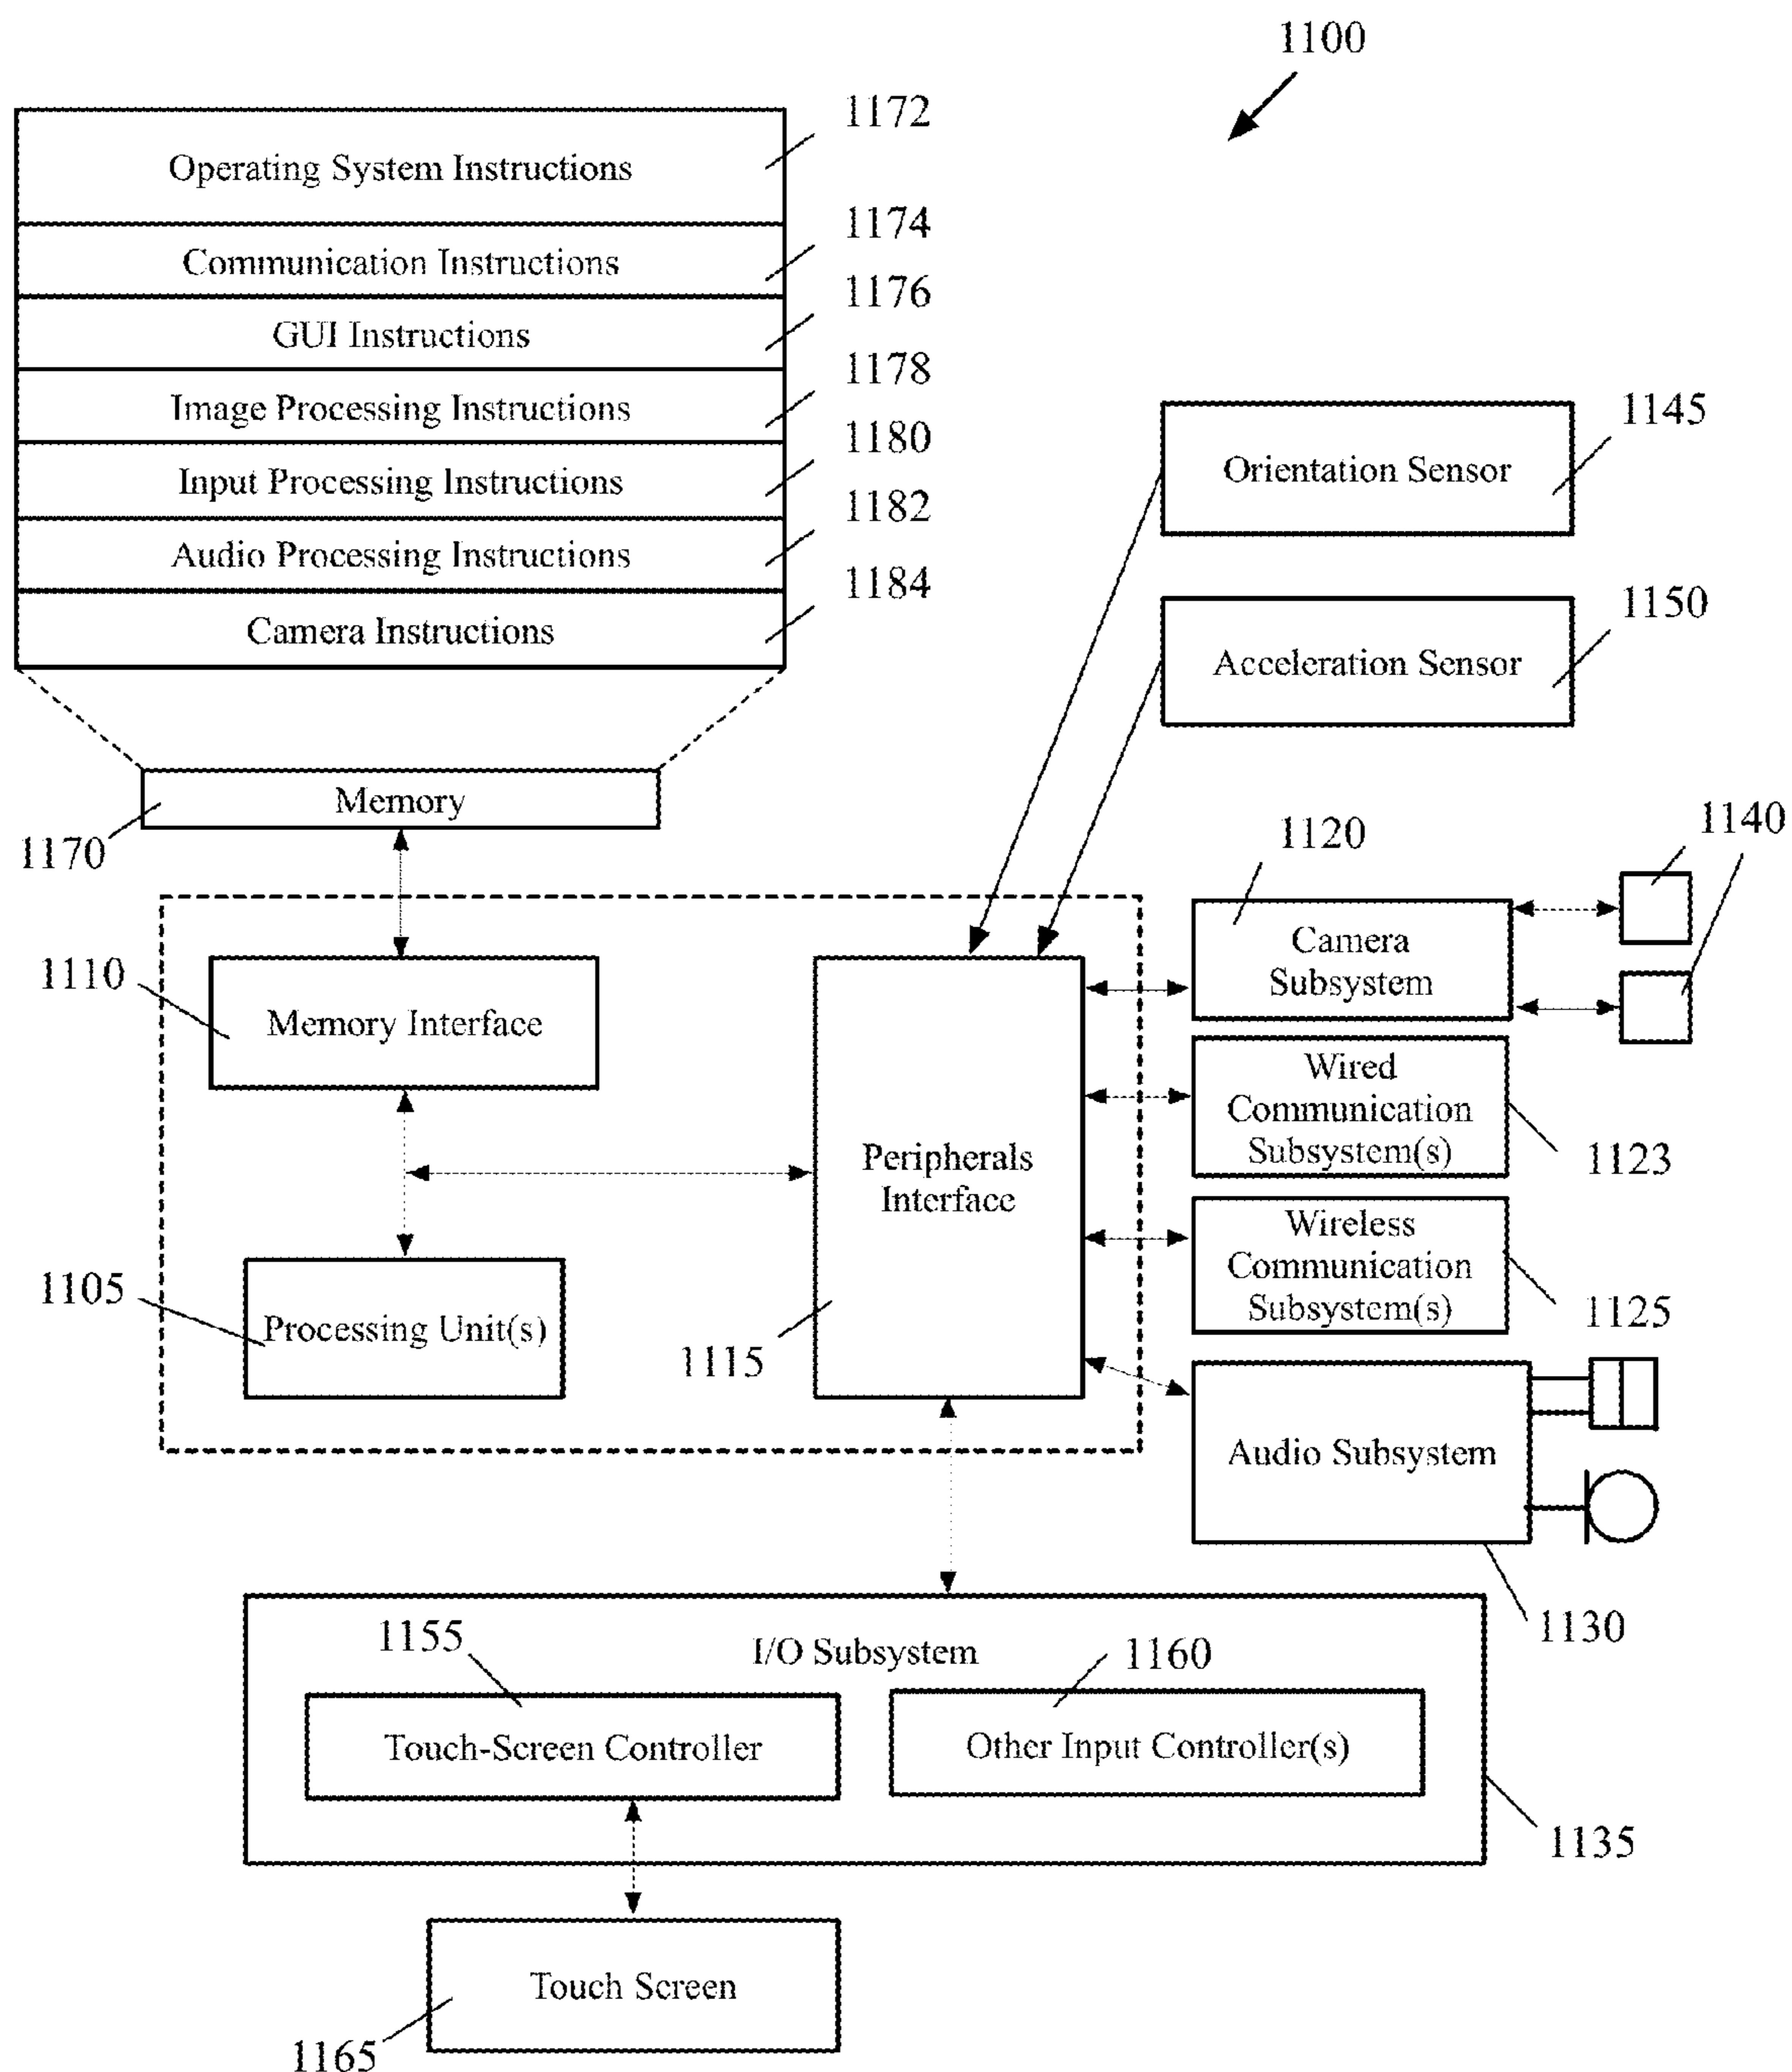 1100
1172
Operating System Instructions
1174
Communication Instructions
1176
GUI Instructions
1178
Image Processing Instructions
1180
Input Processing Instructions
1182
Audio Processing Instructions
1184
Camera Instructions
1145
Orientation Sensor
1150
Acceleration Sensor
Memory
1170
1120
1140
Camera
Subsystem
1110
Memory Interface
Wired
Communication
Subsystem(s)
1123
Peripherals
Interface
Wireless
Communication
Subsystem(s)
1125
1105
Processing Unit(s)
1115
Audio Subsystem
1130
1155
I/O Subsystem
1160
Touch-Screen Controller
Other Input Controller(s)
1135
Touch Screen
1165